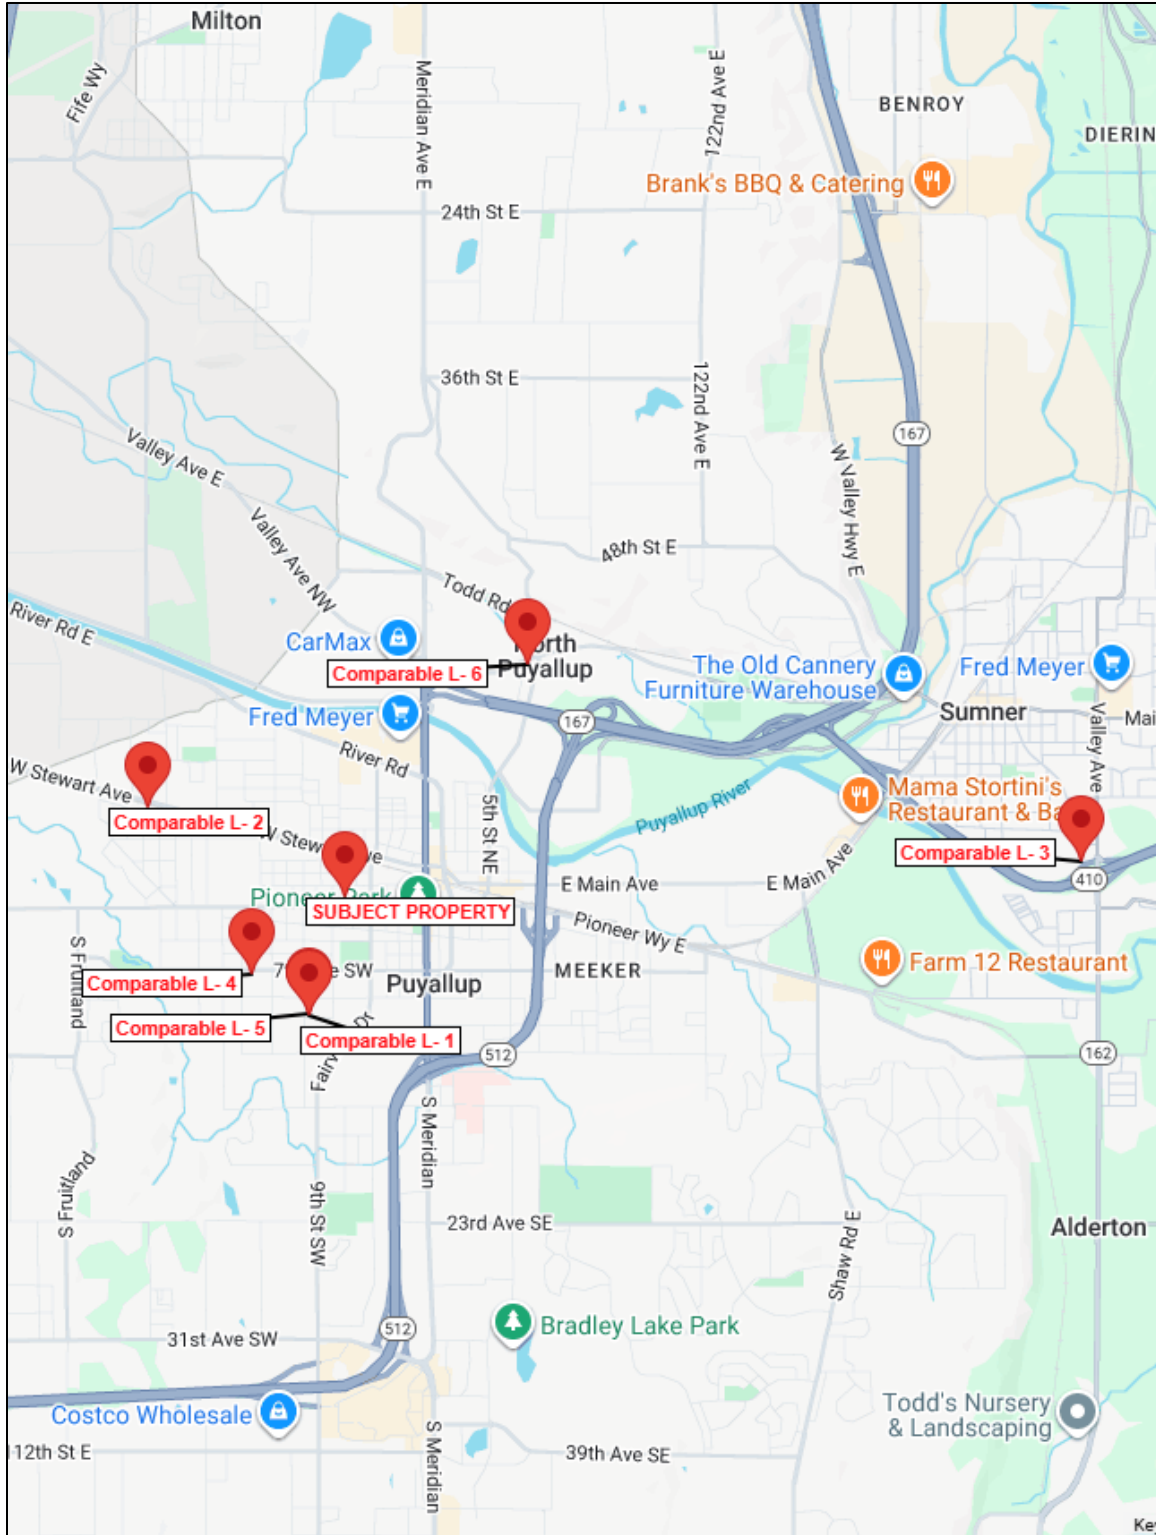 Milton
Fife Wy
Meridian Ave E
122nd Ave E
BENROY
DIERIN
Brank's BBQ & Catering
24th St E
36th St E
122nd Ave E
167
Valley Ave E
W Valley Hwy E
Valley Ave NW
48th St E
Todd Rd
River Rd E
CarMax
North
Puyallup
Comparable L- 6
The Old Cannery
Furniture Warehouse
Fred Meyer
Fred Meyer
167
Sumner
Valley Ave
Mai
River Rd
W Stewart Ave
Mama Stortini's
Restaurant & Ba
Puyallup River
5th St NE
Comparable L- 2
W Stewart Ave
Comparable L- 3
410
E Main Ave
E Main Ave
Pioneer Park
SUBJECT PROPERTY
Pioneer Wy E
S Fruitland
Farm 12 Restaurant
MEEKER
Puyallup
Comparable L- 4
Comparable L- 5
Comparable L- 1
512
162
S Meridian
S Fruitland
9th St SW
23rd Ave SE
Shaw Rd E
Alderton
Bradley Lake Park
31st Ave SW
512
Costco Wholesale
Todd's Nursery
& Landscaping
S Meridian
112th St E
39th Ave SE
Key